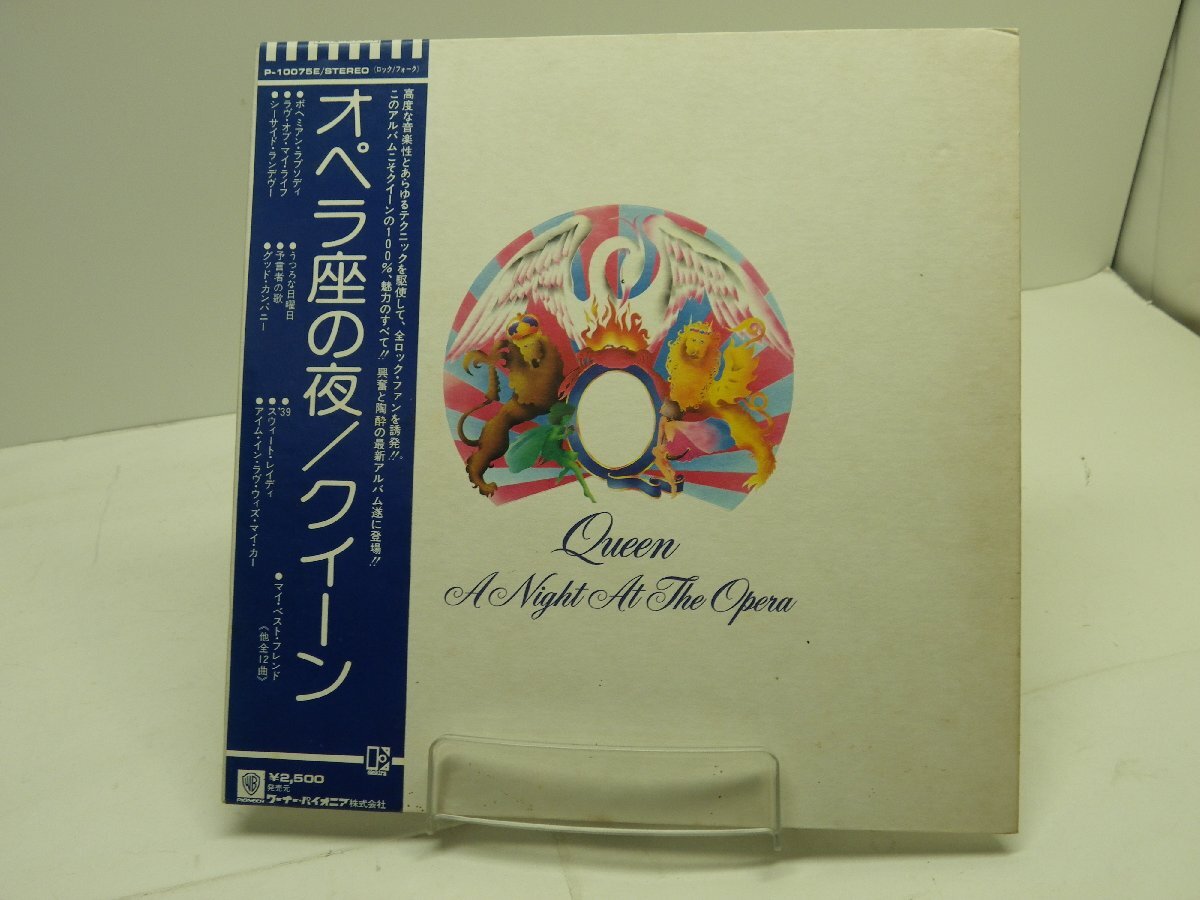 P-10075E/STEREO (ロック/フォーク)
高度な音楽性とあらゆるテクニックを駆使して、全ロック・ファンを誘発!!。
このアルバムこそクイーンの100%、魅力のすべて!! 興奮と陶酔の最新アルバム遂に登場!!
オペラ座の夜/クイーン
●ボヘミアン・ラプソディ
●ラヴ・オブ・マイ・ライフ
●シーサイド・ランデヴー
●うつろな日曜日
●予言者の歌
●グッド・カンパニー
●'39
●スウィート・レイディ
●アイム・イン・ラヴ・ウィズ・マイ・カー
●マイ・ベスト・フレンド
《他全12曲》
¥2,500
発売元
ワーナー・パイオニア株式会社
Queen
A Night At The Opera